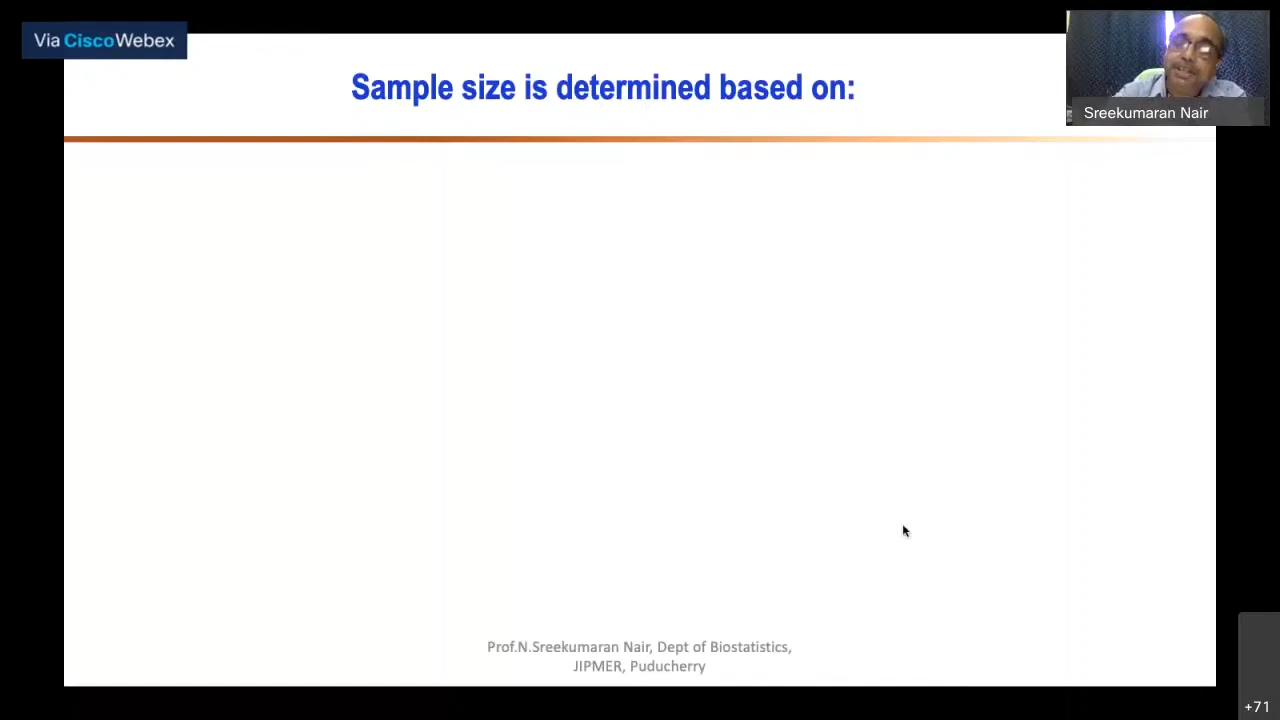 Via CiscoWebex
Sample size is determined based on:
Sreekumaran Nair
Prof.N.Sreekumaran Nair, Dept of Biostatistics,
JIPMER, Puducherry
+71